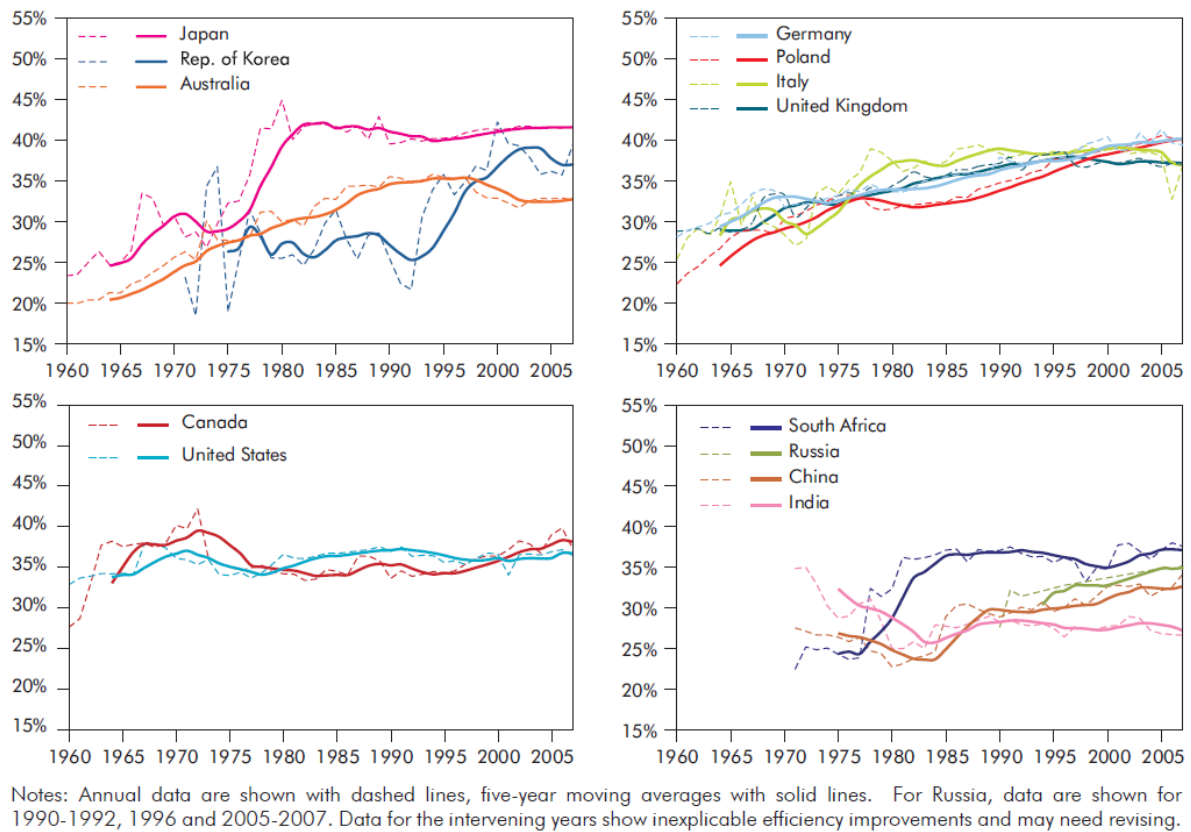 55%
50%
45%
40%
35%
30%
25%
20%
15%
1960 1965 1970 1975 1980 1985 1990 1995 2000 2005
Japan
Rep. of Korea
Australia
55%
50%
45%
40%
35%
30%
25%
20%
15%
1960 1965 1970 1975 1980 1985 1990 1995 2000 2005
Germany
Poland
Italy
United Kingdom
55%
50%
45%
40%
35%
30%
25%
20%
15%
1960 1965 1970 1975 1980 1985 1990 1995 2000 2005
Canada
United States
55%
50%
45%
40%
35%
30%
25%
20%
15%
1960 1965 1970 1975 1980 1985 1990 1995 2000 2005
South Africa
Russia
China
India
Notes: Annual data are shown with dashed lines, five-year moving averages with solid lines. For Russia, data are shown for
1990-1992, 1996 and 2005-2007. Data for the intervening years show inexplicable efficiency improvements and may need revising.